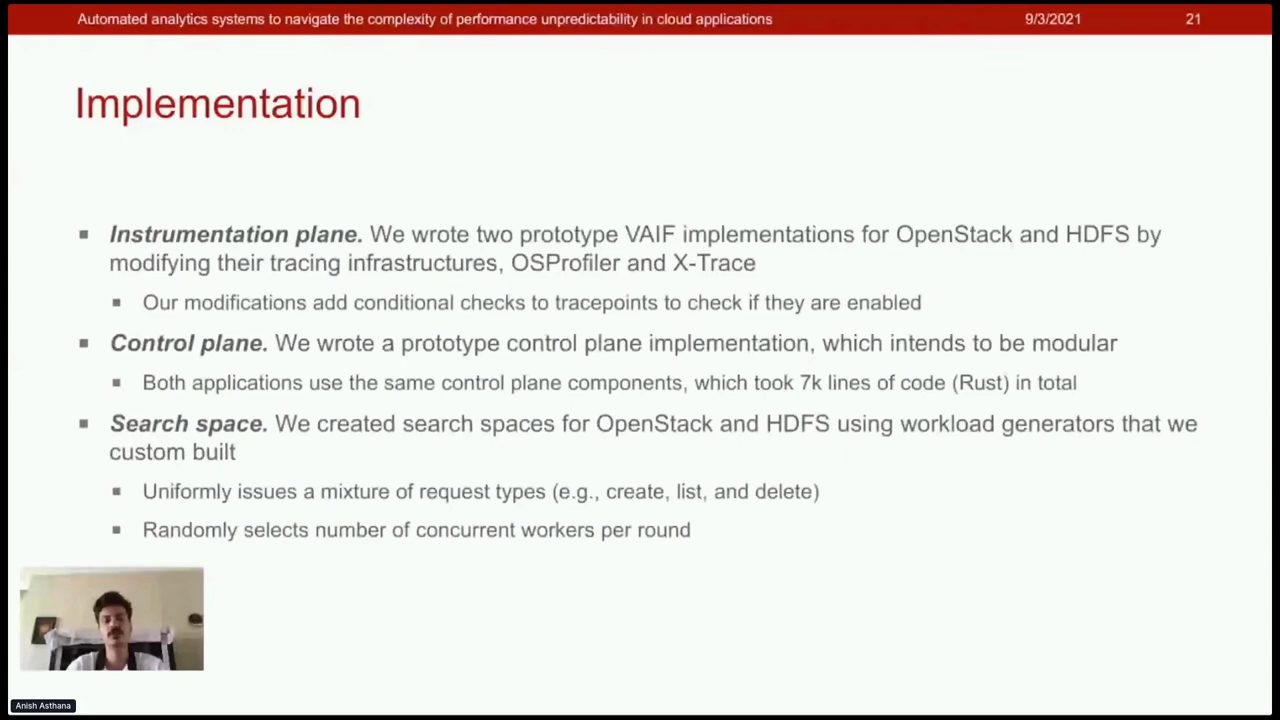 Automated analytics systems to navigate the complexity of performance unpredictability in cloud applications 9/3/2021 21
Implementation
▪ Instrumentation plane. We wrote two prototype VAIF implementations for OpenStack and HDFS by
modifying their tracing infrastructures, OSProfiler and X-Trace
▪ Our modifications add conditional checks to tracepoints to check if they are enabled
▪ Control plane. We wrote a prototype control plane implementation, which intends to be modular
▪ Both applications use the same control plane components, which took 7k lines of code (Rust) in total
▪ Search space. We created search spaces for OpenStack and HDFS using workload generators that we
custom built
▪ Uniformly issues a mixture of request types (e.g., create, list, and delete)
▪ Randomly selects number of concurrent workers per round
Anish Asthana